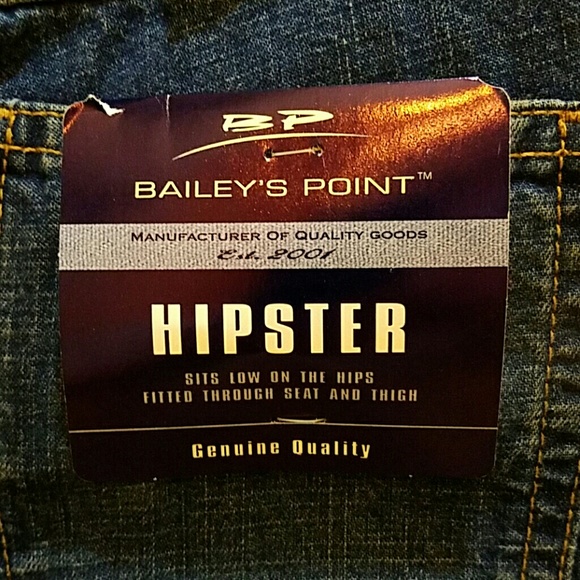 BP
BAILEY'S POINT™
MANUFACTURER OF QUALITY GOODS
Est. 2001
HIPSTER
SITS LOW ON THE HIPS
FITTED THROUGH SEAT AND THIGH
Genuine Quality